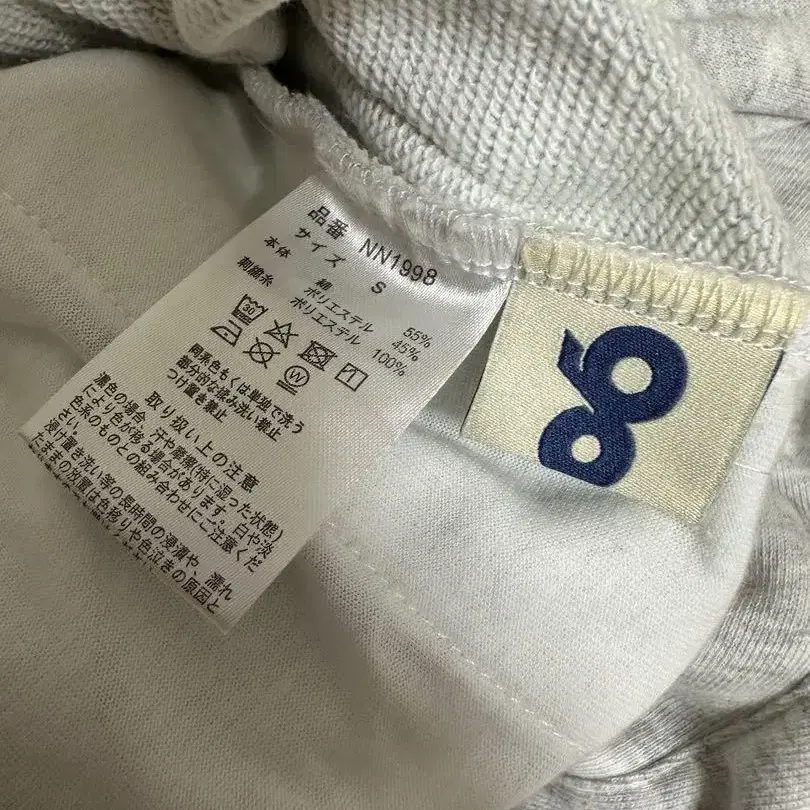 品番 NN1998
サイズ S
本体 綿 55%
ポリエステル 45%
刺繍糸 ポリエステル 100%
30
W
同系色もくは単独で洗う
部分的な揉み洗い禁止
つけ置き禁止
取り扱い上の注意
濃色の場合、汗や摩擦(特に湿った状態)
により色が移る場合があります。白や淡
色系のものとの組み合わせにご注意くだ
さい。
浸け置き洗い等の長時間の浸漬や、濡れ
たままの放置は色移りや色泣きの原因と